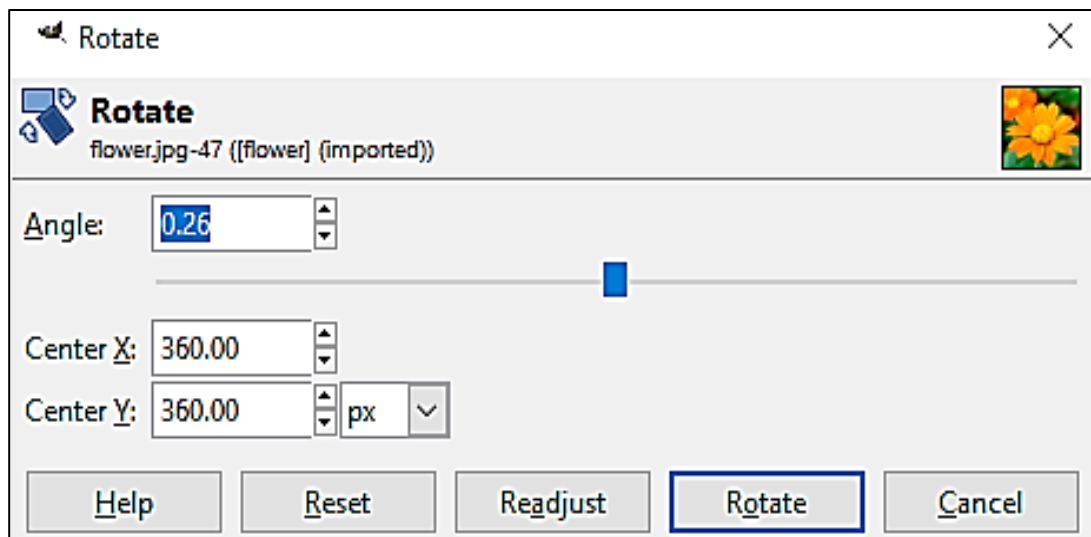 Rotate
Rotate
flower.jpg-47 ([flower] (imported))
Angle: 0.26
Center X: 360.00
Center Y: 360.00 px
Help Reset Readjust Rotate Cancel